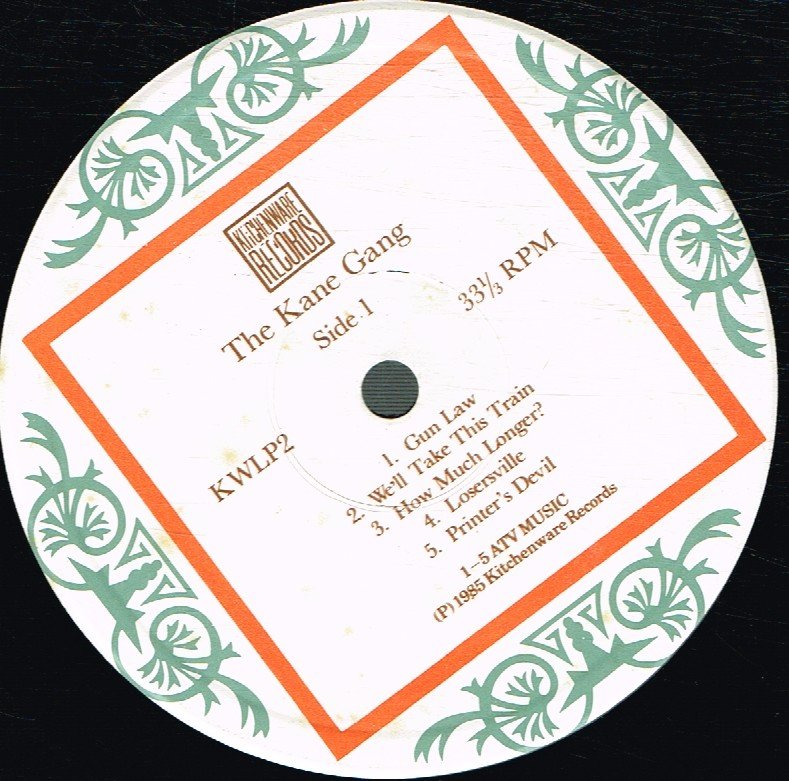 KITCHENWARE
RECORDS
The Kane Gang
Side 1
33⅓ RPM
KWLP2
1. Gun Law
2. We'll Take This Train
3. How Much Longer?
4. Losersville
5. Printer's Devil
1–5 ATV MUSIC
(P) 1985 Kitchenware Records